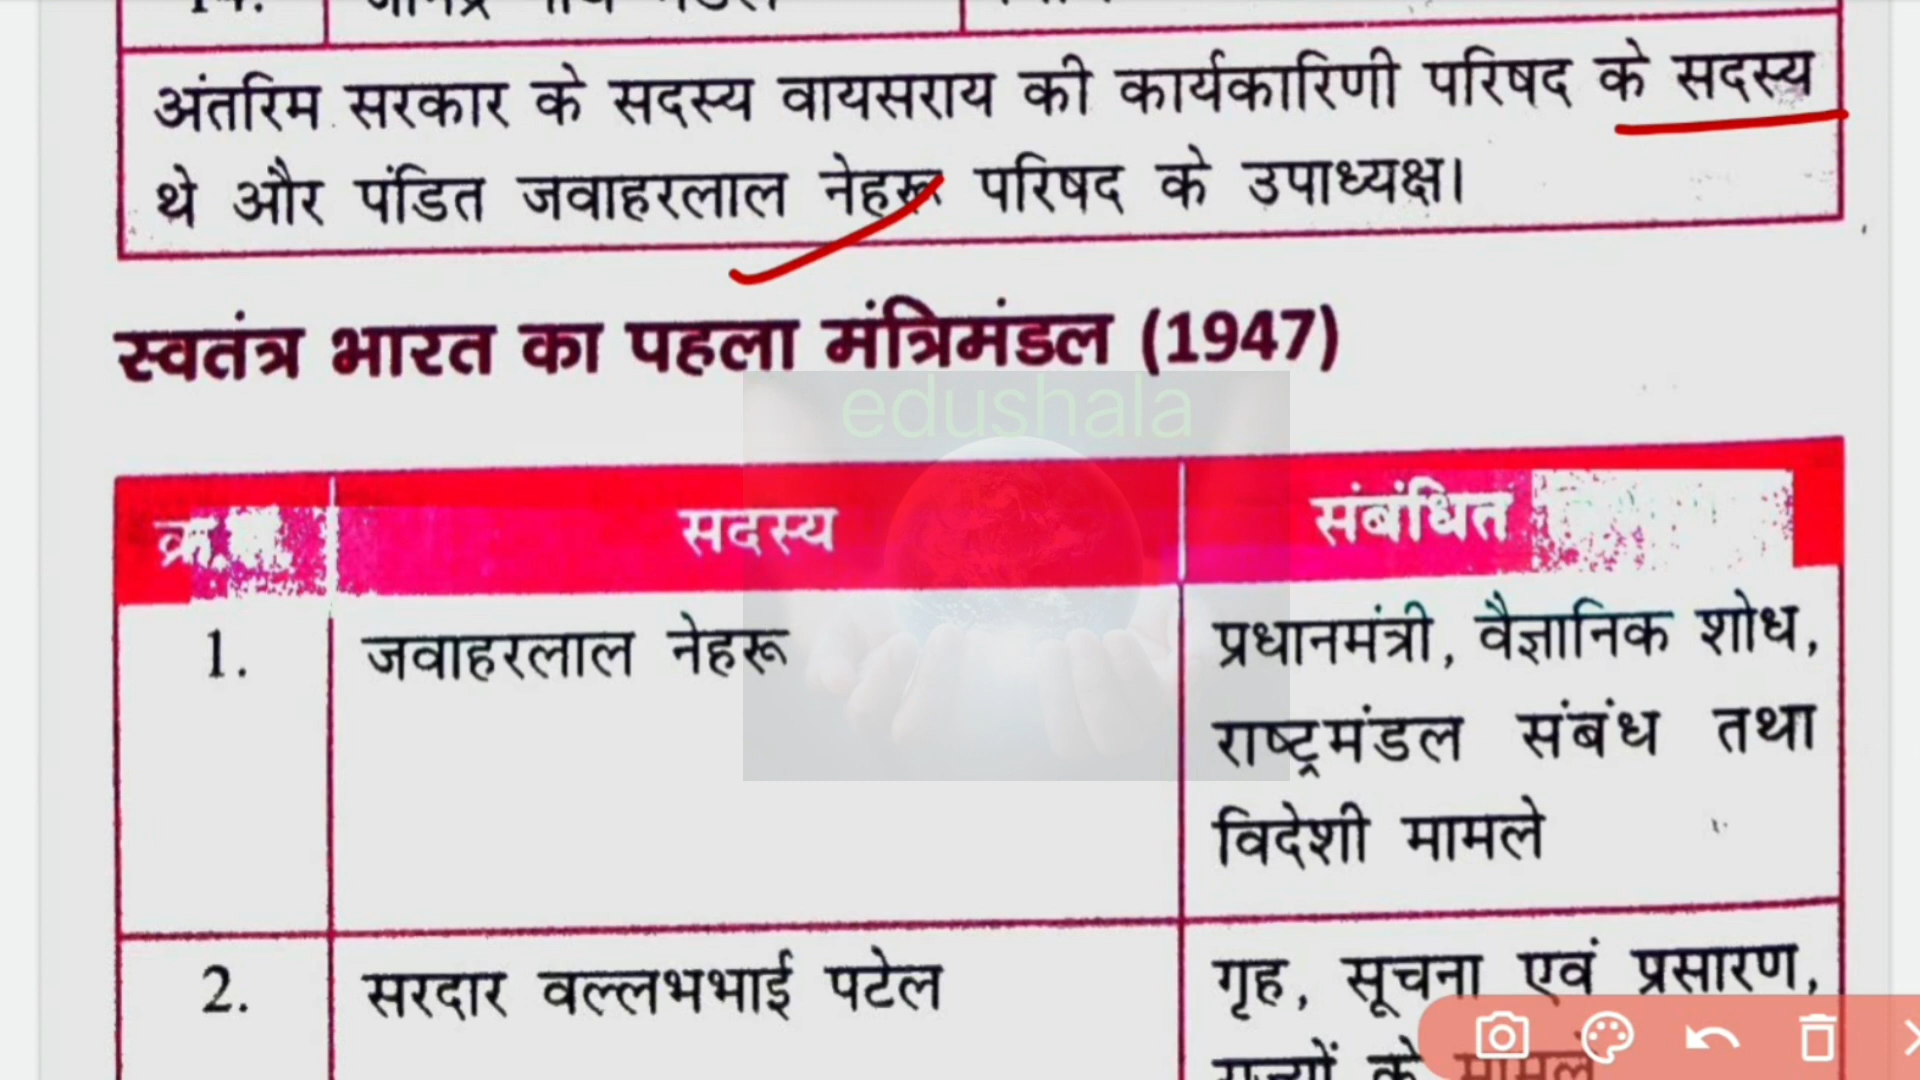 14.
अंतरिम सरकार के सदस्य वायसराय की कार्यकारिणी परिषद के सदस्य
थे और पंडित जवाहरलाल नेहरू परिषद के उपाध्यक्ष।
स्वतंत्र भारत का पहला मंत्रिमंडल (1947)
edushala
सदस्य संबंधित
1. जवाहरलाल नेहरू प्रधानमंत्री, वैज्ञानिक शोध,
राष्ट्रमंडल संबंध तथा
विदेशी मामले
2. सरदार वल्लभभाई पटेल गृह, सूचना एवं प्रसारण,
राज्यों के मामले